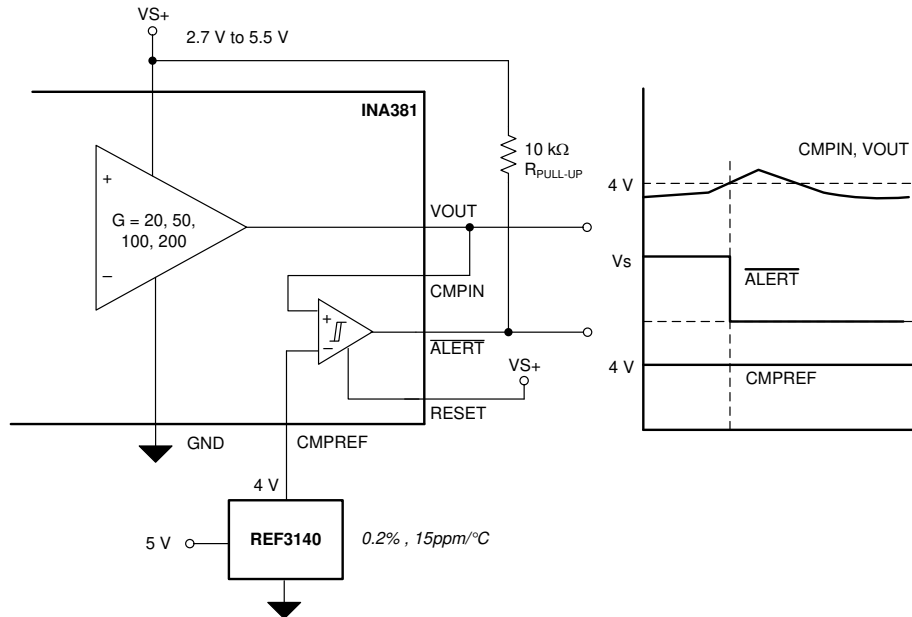 VS+
2.7 V to 5.5 V
INA381
+
G = 20, 50,
100, 200
–
10 kΩ
RPULL-UP
VOUT
CMPIN
+
–
ALERT
VS+
RESET
GND
CMPREF
4 V
5 V
REF3140
0.2% , 15ppm/°C
CMPIN, VOUT
4 V
Vs
ALERT
4 V
CMPREF